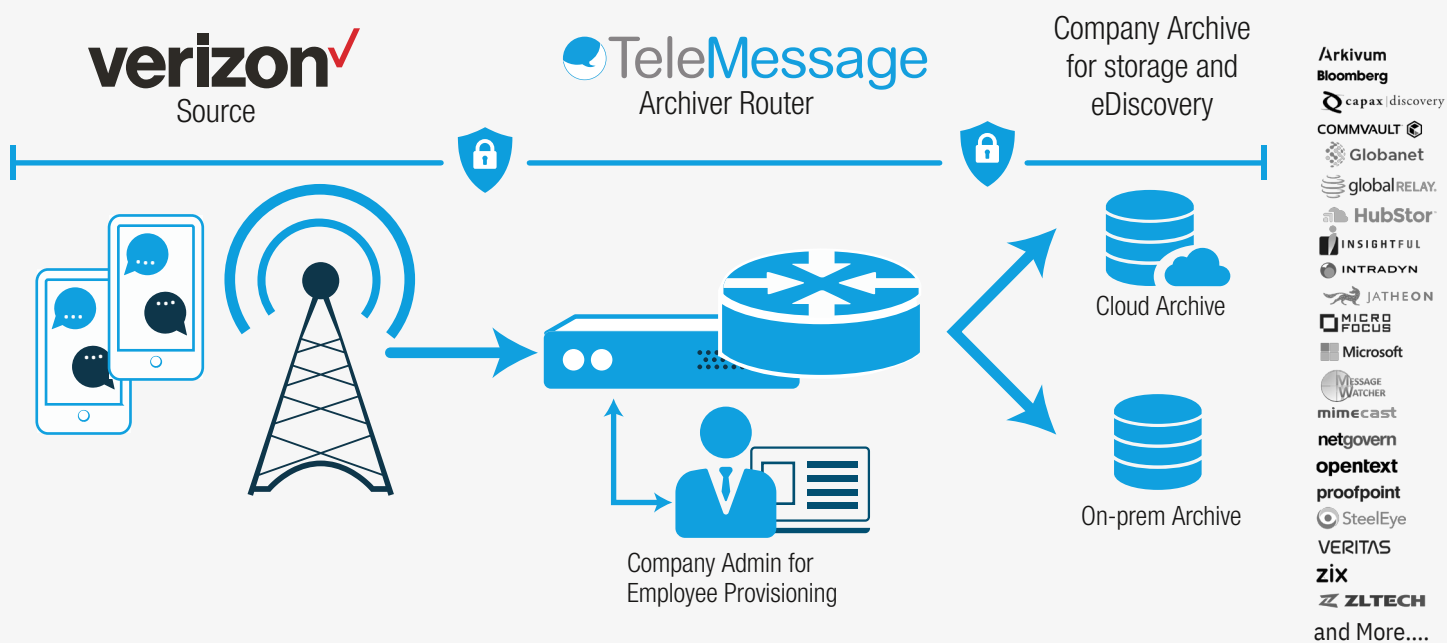 verizon✓
Source
TeleMessage
Archiver Router
Company Archive
for storage and
eDiscovery
Cloud Archive
On-prem Archive
Company Admin for
Employee Provisioning
Arkivum
Bloomberg
capax|discovery
COMMVAULT
Globanet
globalRELAY.
HubStor
INSIGHTFUL
INTRADYN
JATHEON
MICRO
FOCUS
Microsoft
MESSAGE
WATCHER
mimecast
netgovern
opentext
proofpoint
SteelEye
VERITAS
zix
ZLTECH
and More....